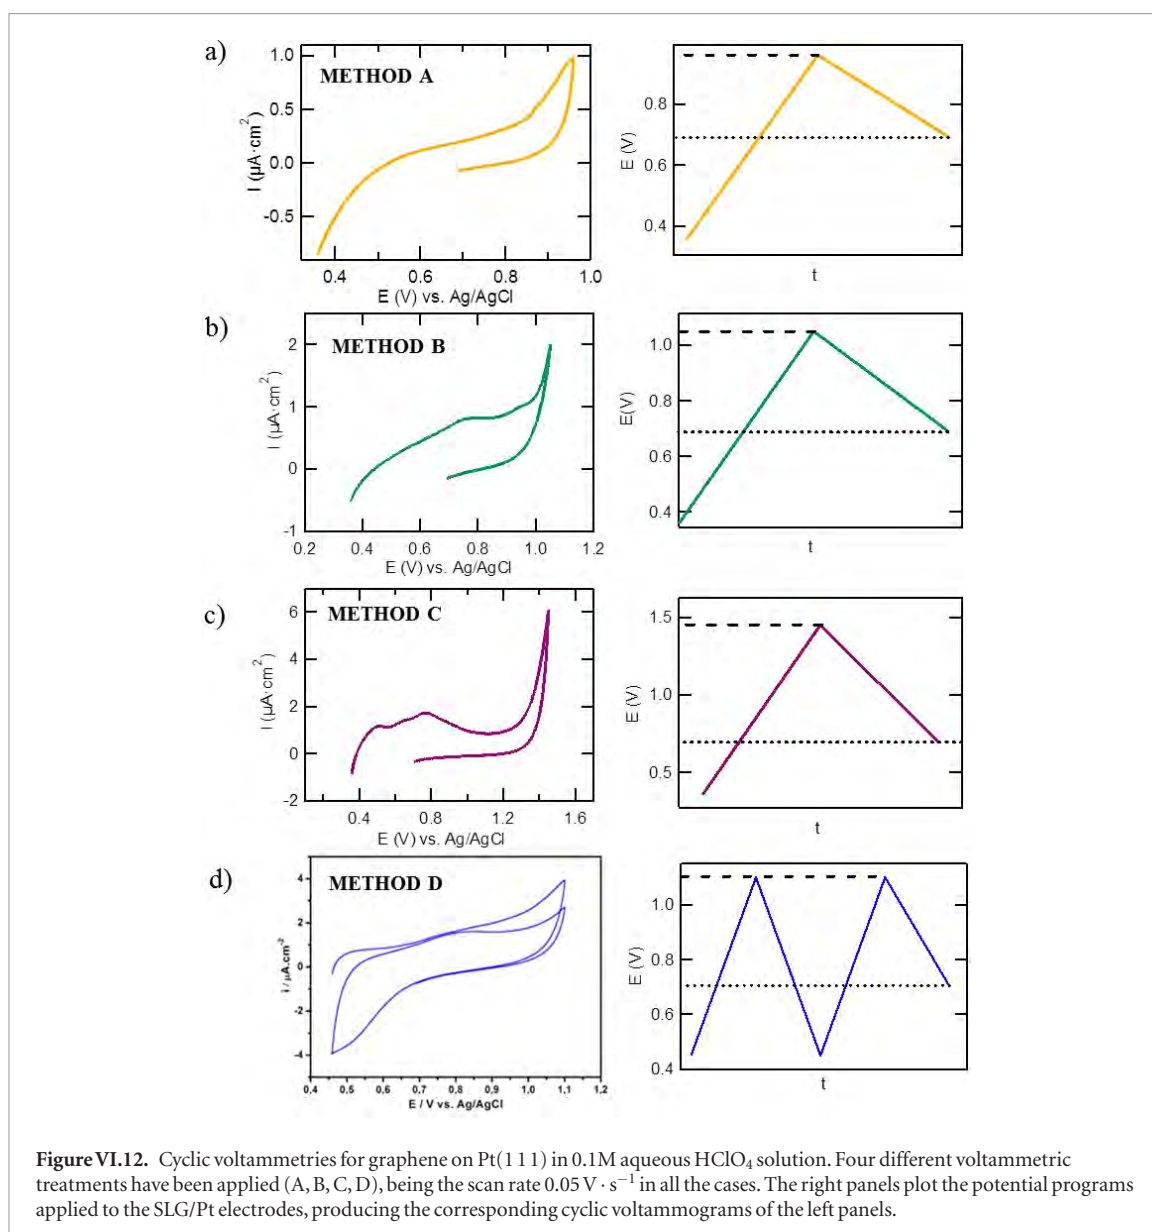 a)
METHOD A
1.0
0.5
0.0
-0.5
I (µA·cm²)
0.4
0.6
0.8
1.0
E (V) vs. Ag/AgCl
0.8
0.6
0.4
E (V)
t
b)
METHOD B
2
1
0
-1
I (µA·cm²)
0.2
0.4
0.6
0.8
1.0
1.2
E (V) vs. Ag/AgCl
1.0
0.8
0.6
0.4
E(V)
t
c)
METHOD C
6
4
2
0
-2
I (µA·cm²)
0.4
0.8
1.2
1.6
E (V) vs. Ag/AgCl
1.5
1.0
0.5
E (V)
t
d)
METHOD D
4
2
0
-2
-4
I / µA.cm⁻²
0,4
0,5
0,6
0,7
0,8
0,9
1,0
1,1
1,2
E / V vs. Ag/AgCl
1.0
0.8
0.6
0.4
E (V)
t
Figure VI.12. Cyclic voltammetries for graphene on Pt(1 1 1) in 0.1M aqueous HClO₄ solution. Four different voltammetric
treatments have been applied (A, B, C, D), being the scan rate 0.05 V · s⁻¹ in all the cases. The right panels plot the potential programs
applied to the SLG/Pt electrodes, producing the corresponding cyclic voltammograms of the left panels.